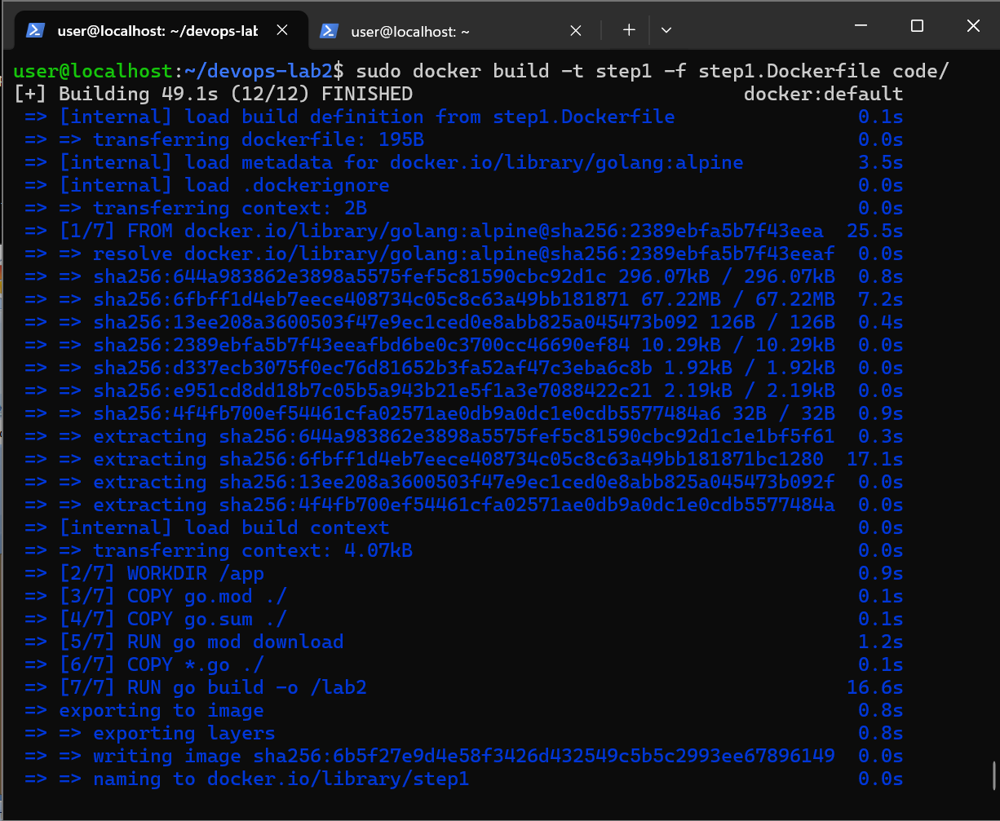 user@localhost: ~/devops-lab
user@localhost: ~
user@localhost:~/devops-lab2$ sudo docker build -t step1 -f step1.Dockerfile code/
[+] Building 49.1s (12/12) FINISHED docker:default
=> [internal] load build definition from step1.Dockerfile 0.1s
=> => transferring dockerfile: 195B 0.0s
=> [internal] load metadata for docker.io/library/golang:alpine 3.5s
=> [internal] load .dockerignore 0.0s
=> => transferring context: 2B 0.0s
=> [1/7] FROM docker.io/library/golang:alpine@sha256:2389ebfa5b7f43eea 25.5s
=> => resolve docker.io/library/golang:alpine@sha256:2389ebfa5b7f43eeaf 0.0s
=> => sha256:644a983862e3898a5575fef5c81590cbc92d1c 296.07kB / 296.07kB 0.8s
=> => sha256:6fbff1d4eb7eece408734c05c8c63a49bb181871 67.22MB / 67.22MB 7.2s
=> => sha256:13ee208a3600503f47e9ec1ced0e8abb825a045473b092 126B / 126B 0.4s
=> => sha256:2389ebfa5b7f43eeafbd6be0c3700cc46690ef84 10.29kB / 10.29kB 0.0s
=> => sha256:d337ecb3075f0ec76d81652b3fa52af47c3eba6c8b 1.92kB / 1.92kB 0.0s
=> => sha256:e951cd8dd18b7c05b5a943b21e5f1a3e7088422c21 2.19kB / 2.19kB 0.0s
=> => sha256:4f4fb700ef54461cfa02571ae0db9a0dc1e0cdb5577484a6 32B / 32B 0.9s
=> => extracting sha256:644a983862e3898a5575fef5c81590cbc92d1c1e1bf5f61 0.3s
=> => extracting sha256:6fbff1d4eb7eece408734c05c8c63a49bb181871bc1280 17.1s
=> => extracting sha256:13ee208a3600503f47e9ec1ced0e8abb825a045473b092f 0.0s
=> => extracting sha256:4f4fb700ef54461cfa02571ae0db9a0dc1e0cdb5577484a 0.0s
=> [internal] load build context 0.0s
=> => transferring context: 4.07kB 0.0s
=> [2/7] WORKDIR /app 0.9s
=> [3/7] COPY go.mod ./ 0.1s
=> [4/7] COPY go.sum ./ 0.1s
=> [5/7] RUN go mod download 1.2s
=> [6/7] COPY *.go ./ 0.1s
=> [7/7] RUN go build -o /lab2 16.6s
=> exporting to image 0.8s
=> => exporting layers 0.8s
=> => writing image sha256:6b5f27e9d4e58f3426d432549c5b5c2993ee67896149 0.0s
=> => naming to docker.io/library/step1 0.0s